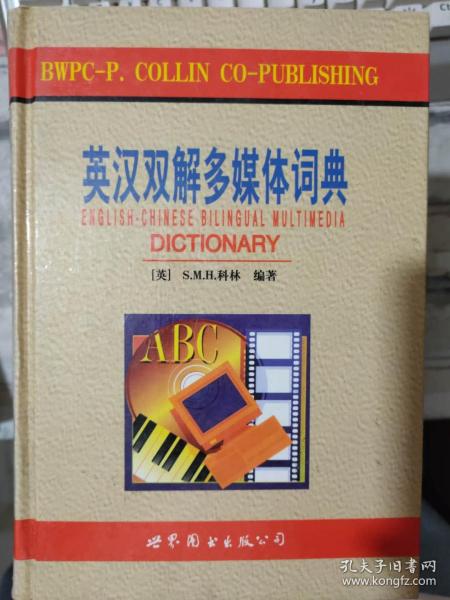 BWPC-P. COLLIN CO-PUBLISHING
英汉双解多媒体词典
ENGLISH-CHINESE BILINGUAL MULTIMEDIA
DICTIONARY
[英] S.M.H.科林 编著
ABC
世界图书出版公司
孔夫子旧书网
www.kongfz.com